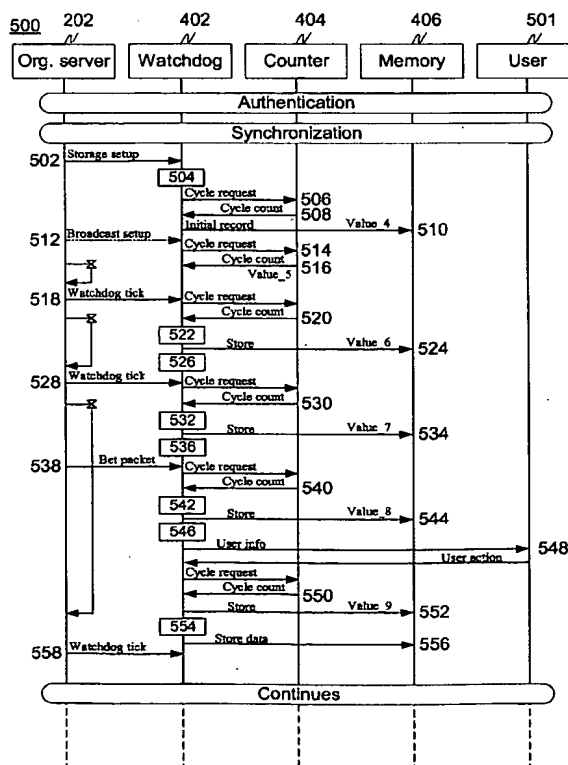 500
202 402 404 406 501
Org. server Watchdog Counter Memory User
Authentication
Synchronization
502 Storage setup
504
Cycle request 506
Cycle count 508
Initial record Value_4 510
512 Broadcast setup
Cycle request 514
Cycle count 516
Value_5
518 Watchdog tick Cycle request
Cycle count 520
522
Store Value_6 524
526
528 Watchdog tick Cycle request
Cycle count 530
532
Store Value_7 534
536
538 Bet packet Cycle request
Cycle count 540
542
Store Value_8 544
546
User info 548
User action
Cycle request
Cycle count 550
Store Value_9 552
554
Store data 556
558 Watchdog tick
Continues